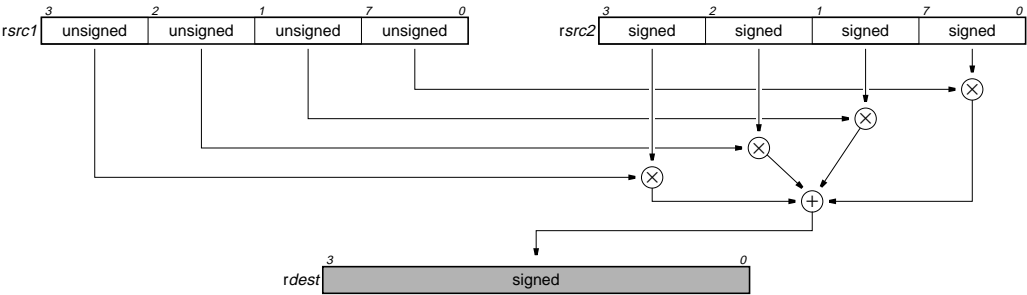 3 2 1 7 0 3 2 1 7 0
rsrc1 unsigned unsigned unsigned unsigned rsrc2 signed signed signed signed
× 
×
×
×
+
3 0
rdest signed